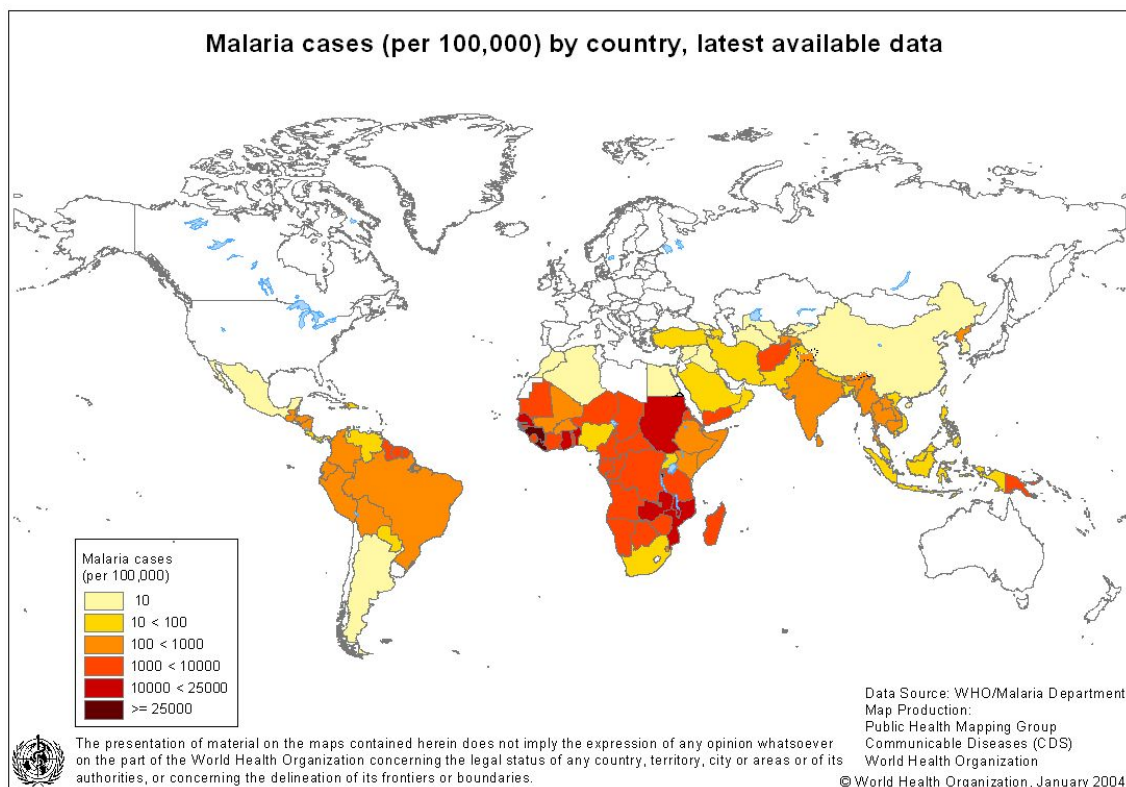 Malaria cases (per 100,000) by country, latest available data
Malaria cases
(per 100,000)
10
10 < 100
100 < 1000
1000 < 10000
10000 < 25000
>= 25000
The presentation of material on the maps contained herein does not imply the expression of any opinion whatsoever
on the part of the World Health Organization concerning the legal status of any country, territory, city or areas or of its
authorities, or concerning the delineation of its frontiers or boundaries.
Data Source: WHO/Malaria Department
Map Production:
Public Health Mapping Group
Communicable Diseases (CDS)
World Health Organization
© World Health Organization, January 2004